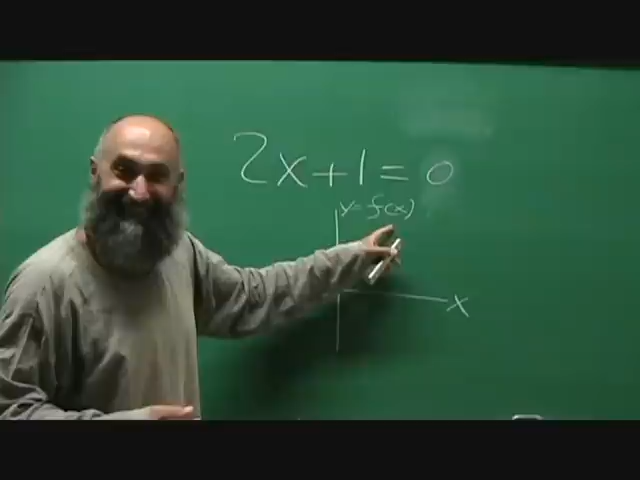 2x+1=0
y=f(x)
x